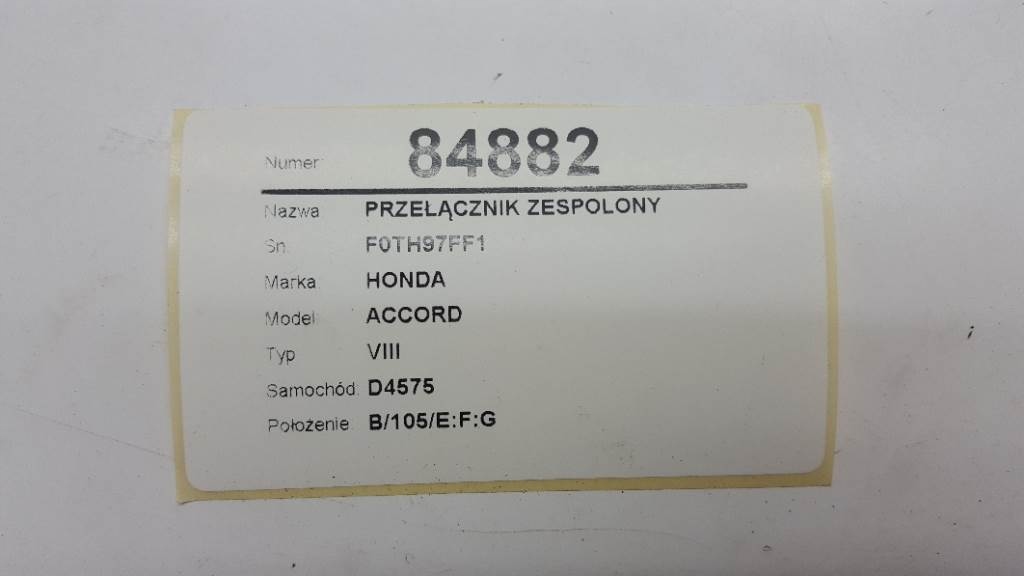 Numer: 84882
Nazwa: PRZEŁĄCZNIK ZESPOLONY
Sn: F0TH97FF1
Marka: HONDA
Model: ACCORD
Typ VIII
Samochód: D4575
Położenie: B/105/E:F:G